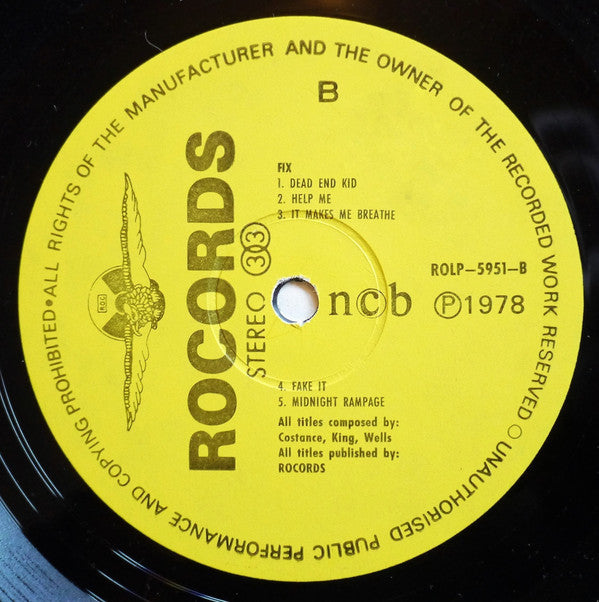 •ALL RIGHTS OF THE MANUFACTURER AND THE OWNER OF THE RECORDED WORK RESERVED○UNAUTHORISED PUBLIC PERFORMANCE AND COPYING PROHIBITED
B
ROCORDS
STEREO 33
ROC
FIX
1. DEAD END KID
2. HELP ME
3. IT MAKES ME BREATHE
ROLP–5951–B
ncb
Ⓟ1978
4. FAKE IT
5. MIDNIGHT RAMPAGE
All titles composed by:
Costance, King, Wells
All titles published by:
ROCORDS